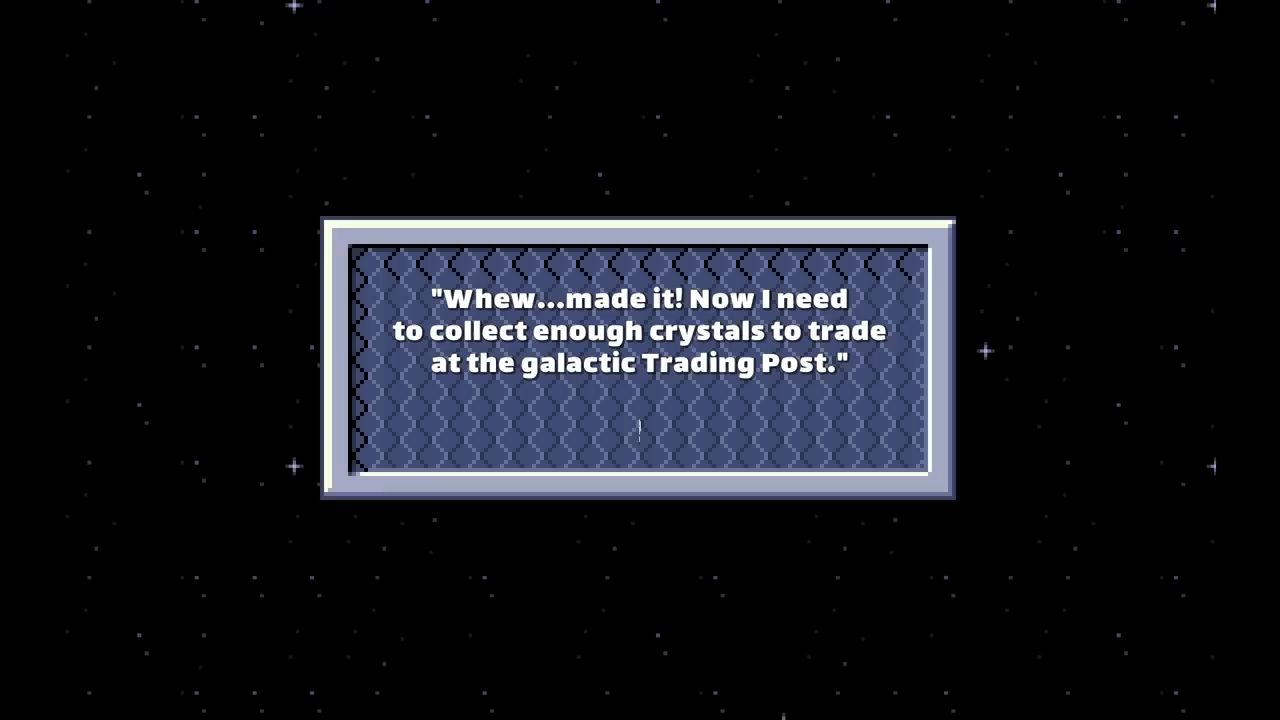 "Whew...made it! Now I need
to collect enough crystals to trade
at the galactic Trading Post."